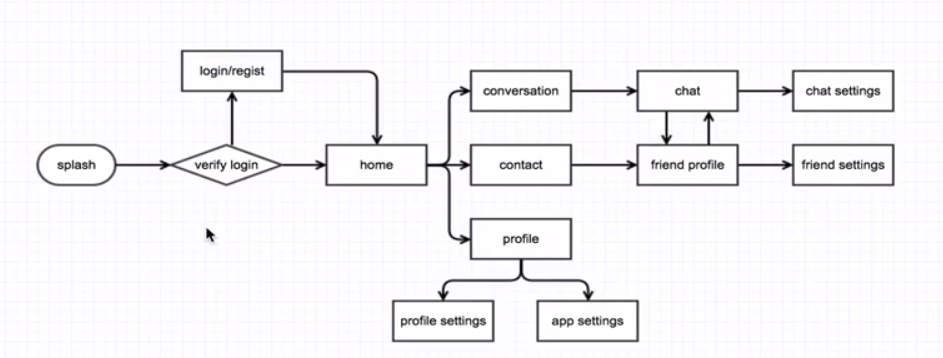 login/regist
conversation
chat
chat settings
splash
verify login
home
contact
friend profile
friend settings
profile
profile settings
app settings